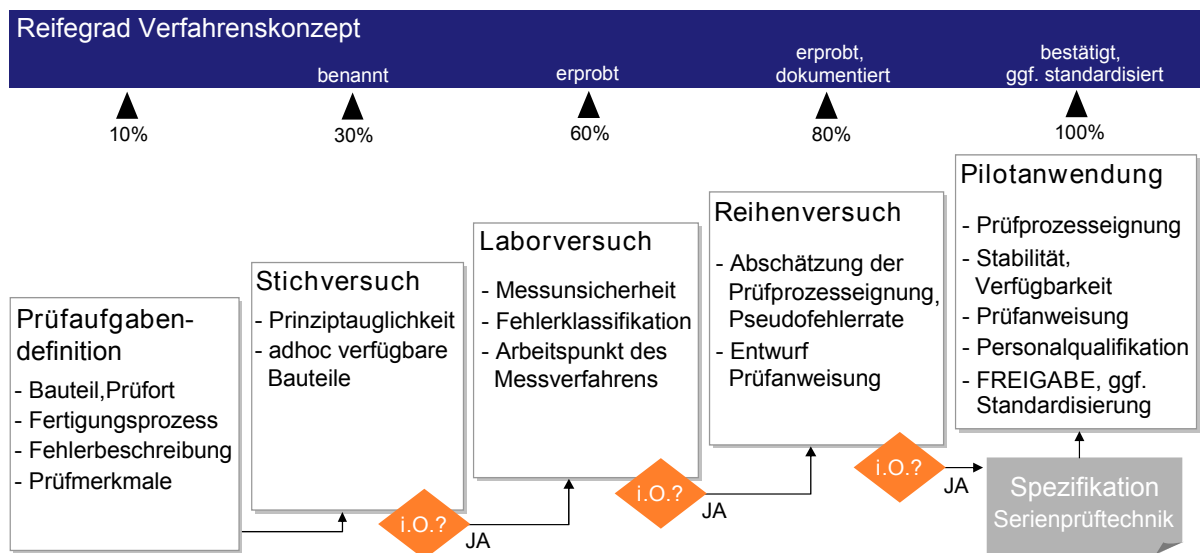 Reifegrad Verfahrenskonzept
benannt
erprobt
erprobt,
dokumentiert
bestätigt,
ggf. standardisiert
10%
30%
60%
80%
100%
Prüfaufgaben-
definition
- Bauteil,Prüfort
- Fertigungsprozess
- Fehlerbeschreibung
- Prüfmerkmale
Stichversuch
- Prinziptauglichkeit
- adhoc verfügbare
Bauteile
i.O.?
JA
Laborversuch
- Messunsicherheit
- Fehlerklassifikation
- Arbeitspunkt des
Messverfahrens
i.O.?
JA
Reihenversuch
- Abschätzung der
Prüfprozesseignung,
Pseudofehlerrate
- Entwurf
Prüfanweisung
i.O.?
JA
Pilotanwendung
- Prüfprozesseignung
- Stabilität,
Verfügbarkeit
- Prüfanweisung
- Personalqualifikation
- FREIGABE, ggf.
Standardisierung
Spezifikation
Serienprüftechnik